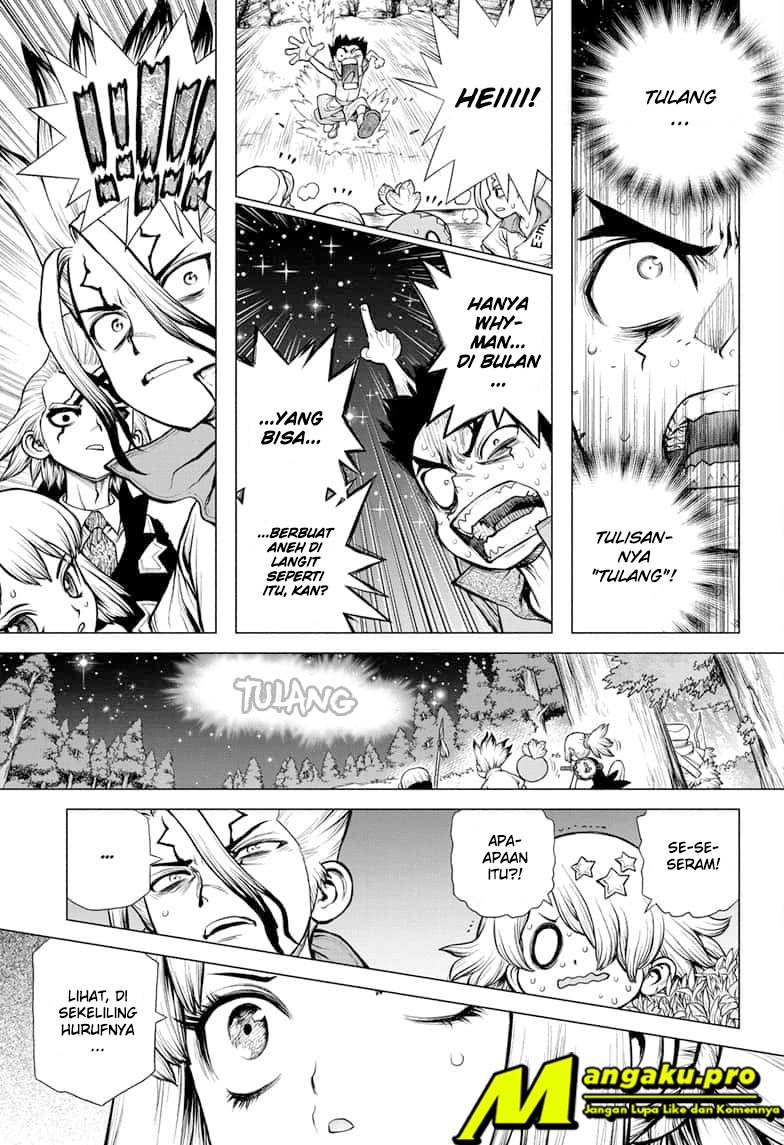 TULANG
...
TULISAN-
NYA
"TULANG"!
HEIIII!
E=m
HANYA
WHY-
MAN...
DI BULAN
...
...YANG
BISA...
...BERBUAT
ANEH DI
LANGIT
SEPERTI
ITU, KAN?
!!!!!
TULANG
SE-SE-
SERAM!
APA-
APAAN
ITU?!
...
LIHAT, DI
SEKELILING
HURUFNYA
...
Mangaku.pro
Jangan Lupa Like dan Komennya